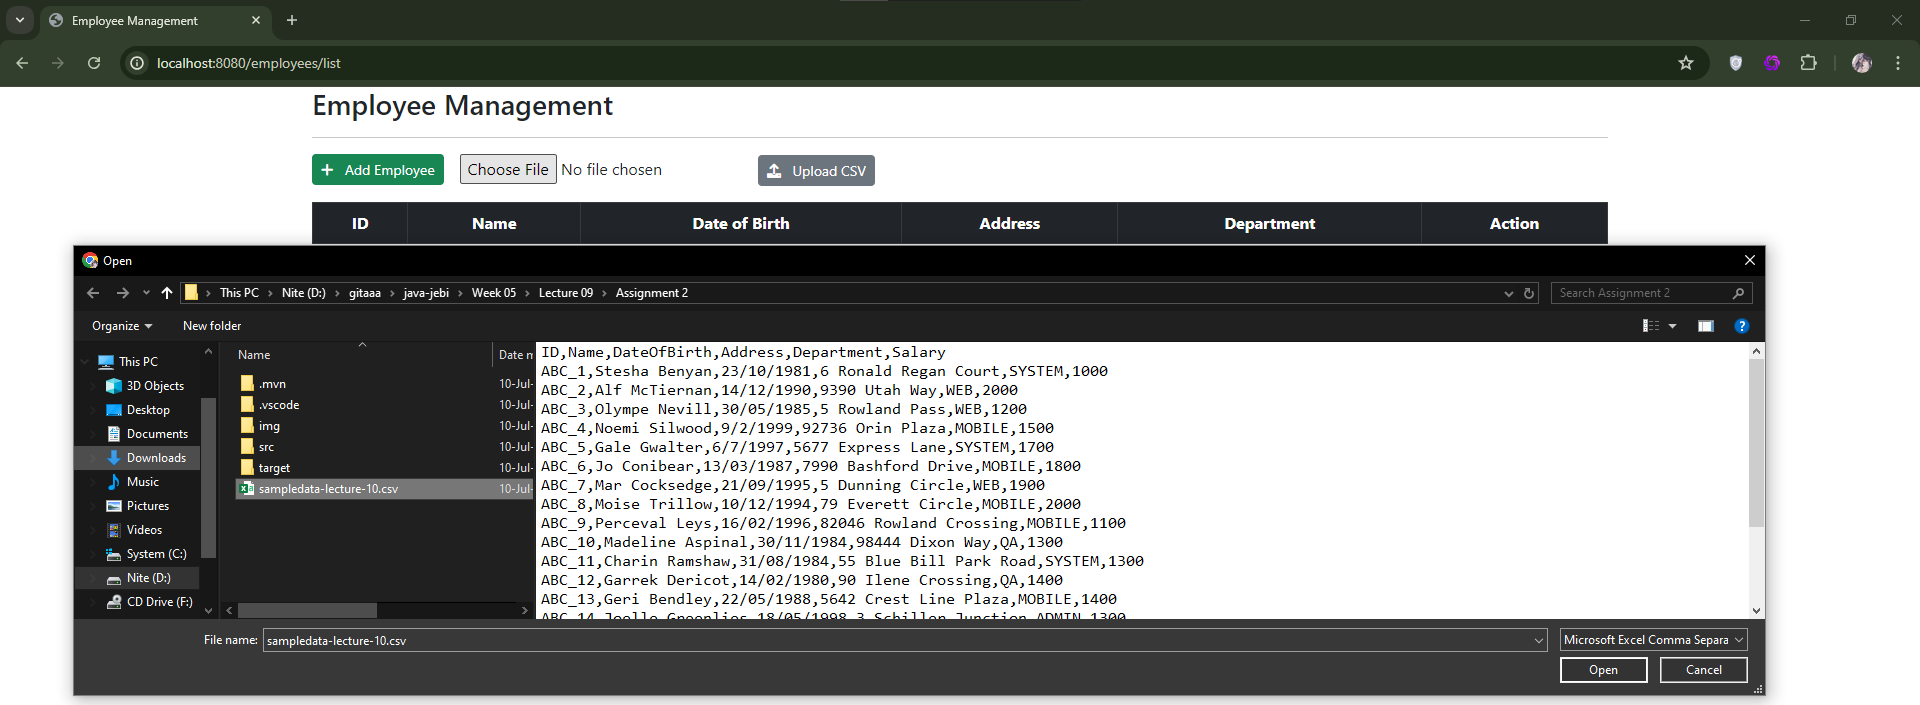 Employee Management
localhost:8080/employees/list
Employee Management
Add Employee
Choose File No file chosen
Upload CSV
ID Name Date of Birth Address Department Action
Open
This PC Nite (D:) gitaaa java-jebi Week 05 Lecture 09 Assignment 2
Search Assignment 2
Organize New folder
This PC
3D Objects
Desktop
Documents
Downloads
Music
Pictures
Videos
System (C:)
Nite (D:)
CD Drive (F:)
Name Date m
.mvn 10-Jul-
.vscode 10-Jul-
img 10-Jul-
src 10-Jul-
target 10-Jul-
sampledata-lecture-10.csv 10-Jul-
ID,Name,DateOfBirth,Address,Department,Salary
ABC_1,Stesha Benyan,23/10/1981,6 Ronald Regan Court,SYSTEM,1000
ABC_2,Alf McTiernan,14/12/1990,9390 Utah Way,WEB,2000
ABC_3,Olympe Nevill,30/05/1985,5 Rowland Pass,WEB,1200
ABC_4,Noemi Silwood,9/2/1999,92736 Orin Plaza,MOBILE,1500
ABC_5,Gale Gwalter,6/7/1997,5677 Express Lane,SYSTEM,1700
ABC_6,Jo Conibear,13/03/1987,7990 Bashford Drive,MOBILE,1800
ABC_7,Mar Cocksedge,21/09/1995,5 Dunning Circle,WEB,1900
ABC_8,Moise Trillow,10/12/1994,79 Everett Circle,MOBILE,2000
ABC_9,Perceval Leys,16/02/1996,82046 Rowland Crossing,MOBILE,1100
ABC_10,Madeline Aspinal,30/11/1984,98444 Dixon Way,QA,1300
ABC_11,Charin Ramshaw,31/08/1984,55 Blue Bill Park Road,SYSTEM,1300
ABC_12,Garrek Dericot,14/02/1980,90 Ilene Crossing,QA,1400
ABC_13,Geri Bendley,22/05/1988,5642 Crest Line Plaza,MOBILE,1400
ABC_14,Joelle Greenlies,18/05/1998,3 Schiller Junction,ADMIN,1300
File name: sampledata-lecture-10.csv
Microsoft Excel Comma Separa
Open Cancel